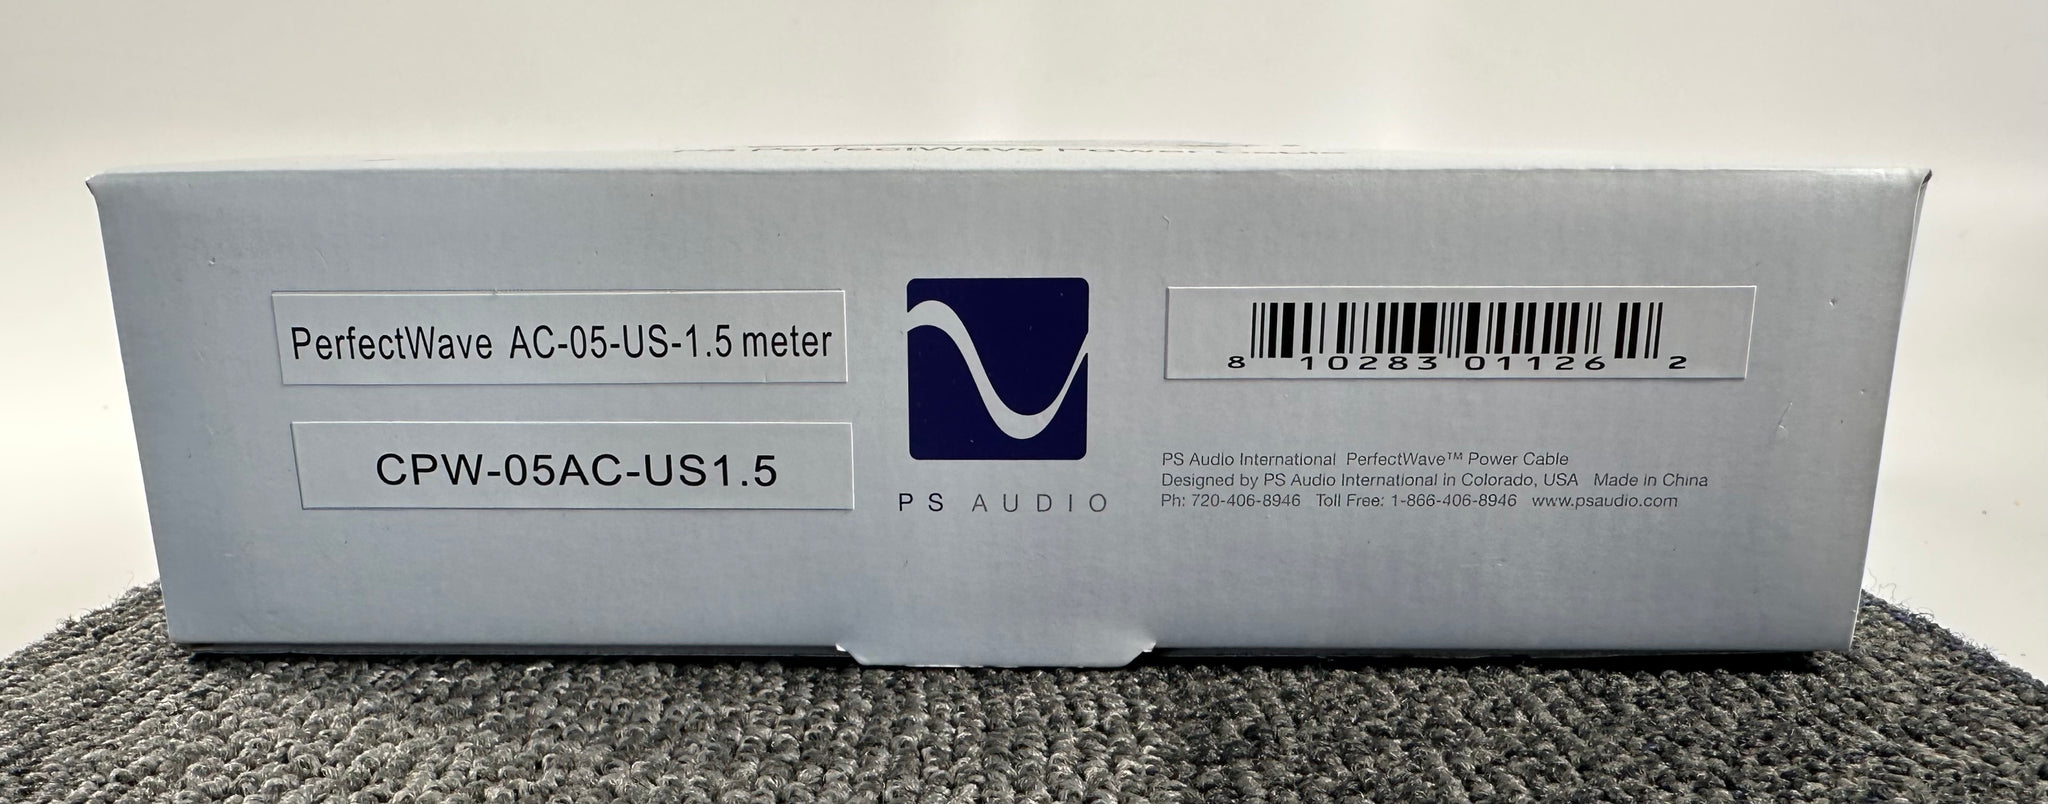 PerfectWave Power
PerfectWave AC-05-US-1.5 meter
CPW-05AC-US1.5
PS AUDIO
8 10283 01126 2
PS Audio International PerfectWave™ Power Cable
Designed by PS Audio International in Colorado, USA Made in China
Ph: 720-406-8946 Toll Free: 1-866-406-8946 www.psaudio.com